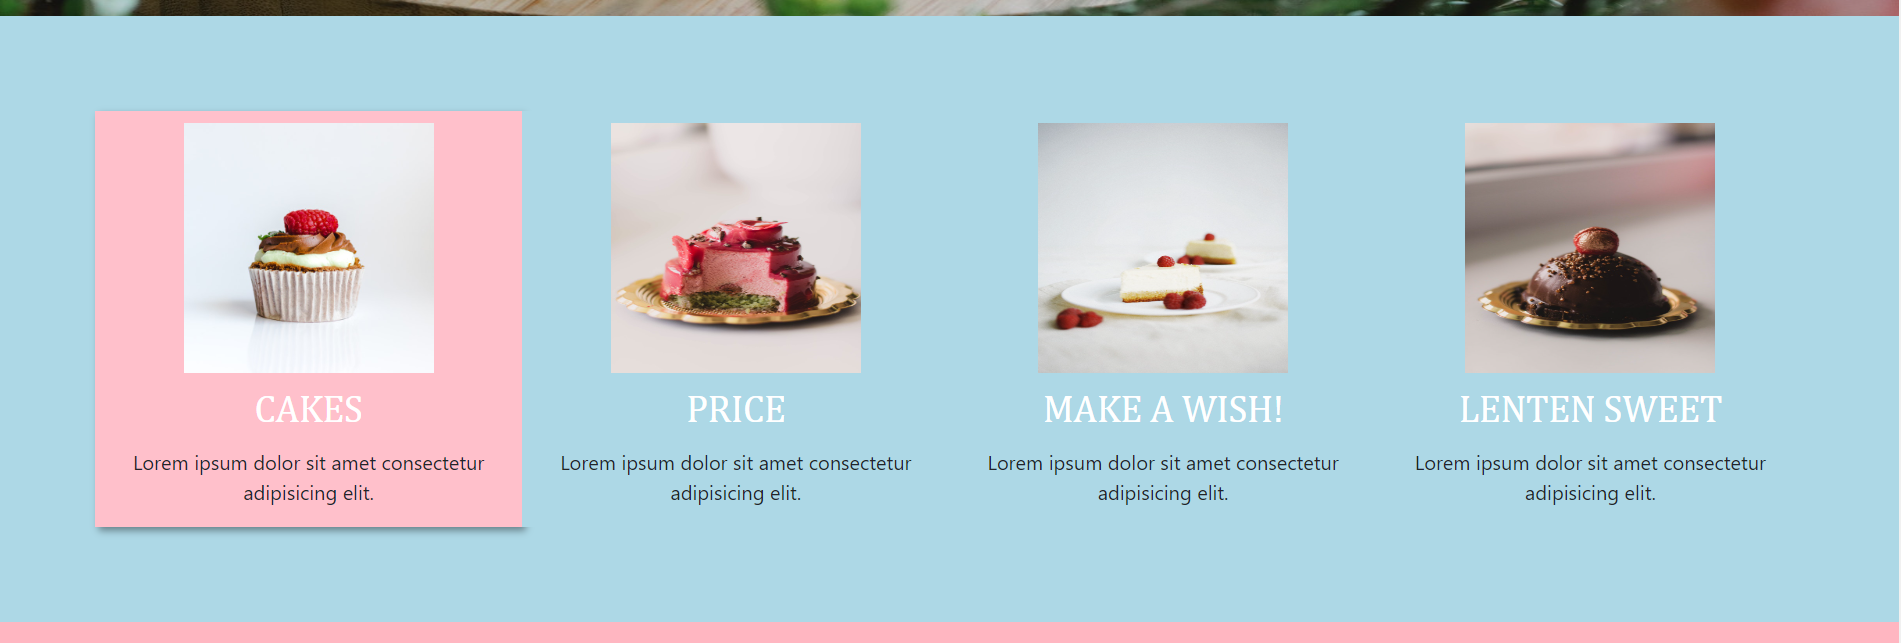 CAKES
Lorem ipsum dolor sit amet consectetur
adipisicing elit.
PRICE
Lorem ipsum dolor sit amet consectetur
adipisicing elit.
MAKE A WISH!
Lorem ipsum dolor sit amet consectetur
adipisicing elit.
LENTEN SWEET
Lorem ipsum dolor sit amet consectetur
adipisicing elit.